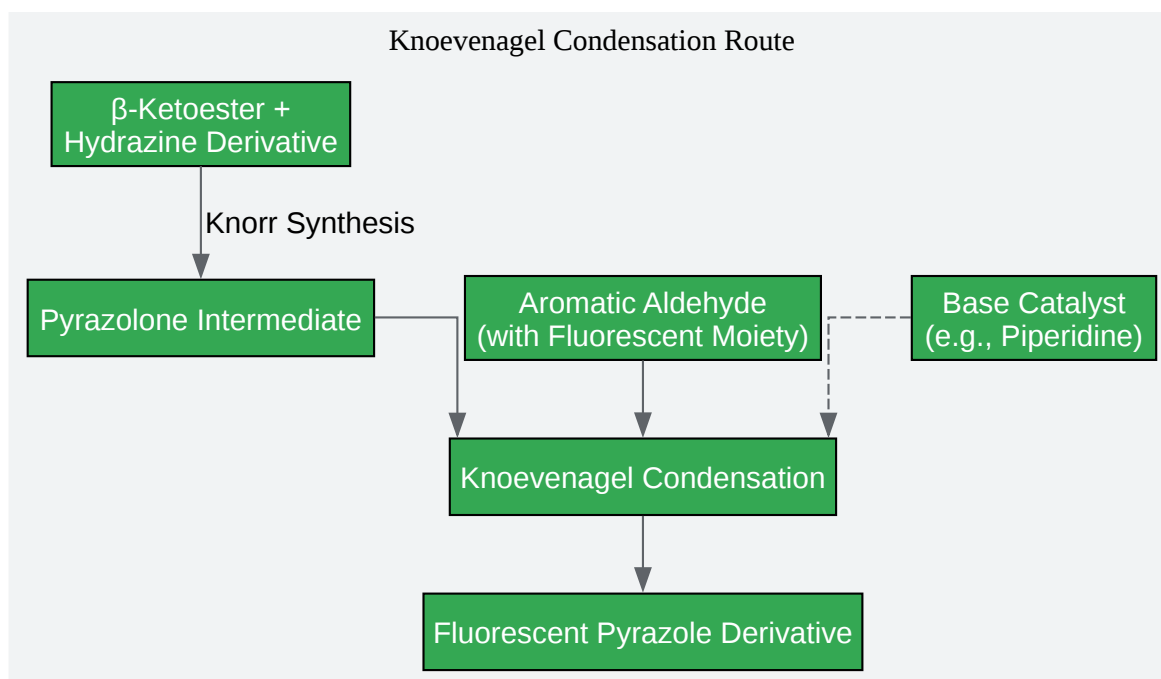 Knoevenagel Condensation Route
β-Ketoester +
Hydrazine Derivative
Knorr Synthesis
Pyrazolone Intermediate
Aromatic Aldehyde
(with Fluorescent Moiety)
Base Catalyst
(e.g., Piperidine)
Knoevenagel Condensation
Fluorescent Pyrazole Derivative